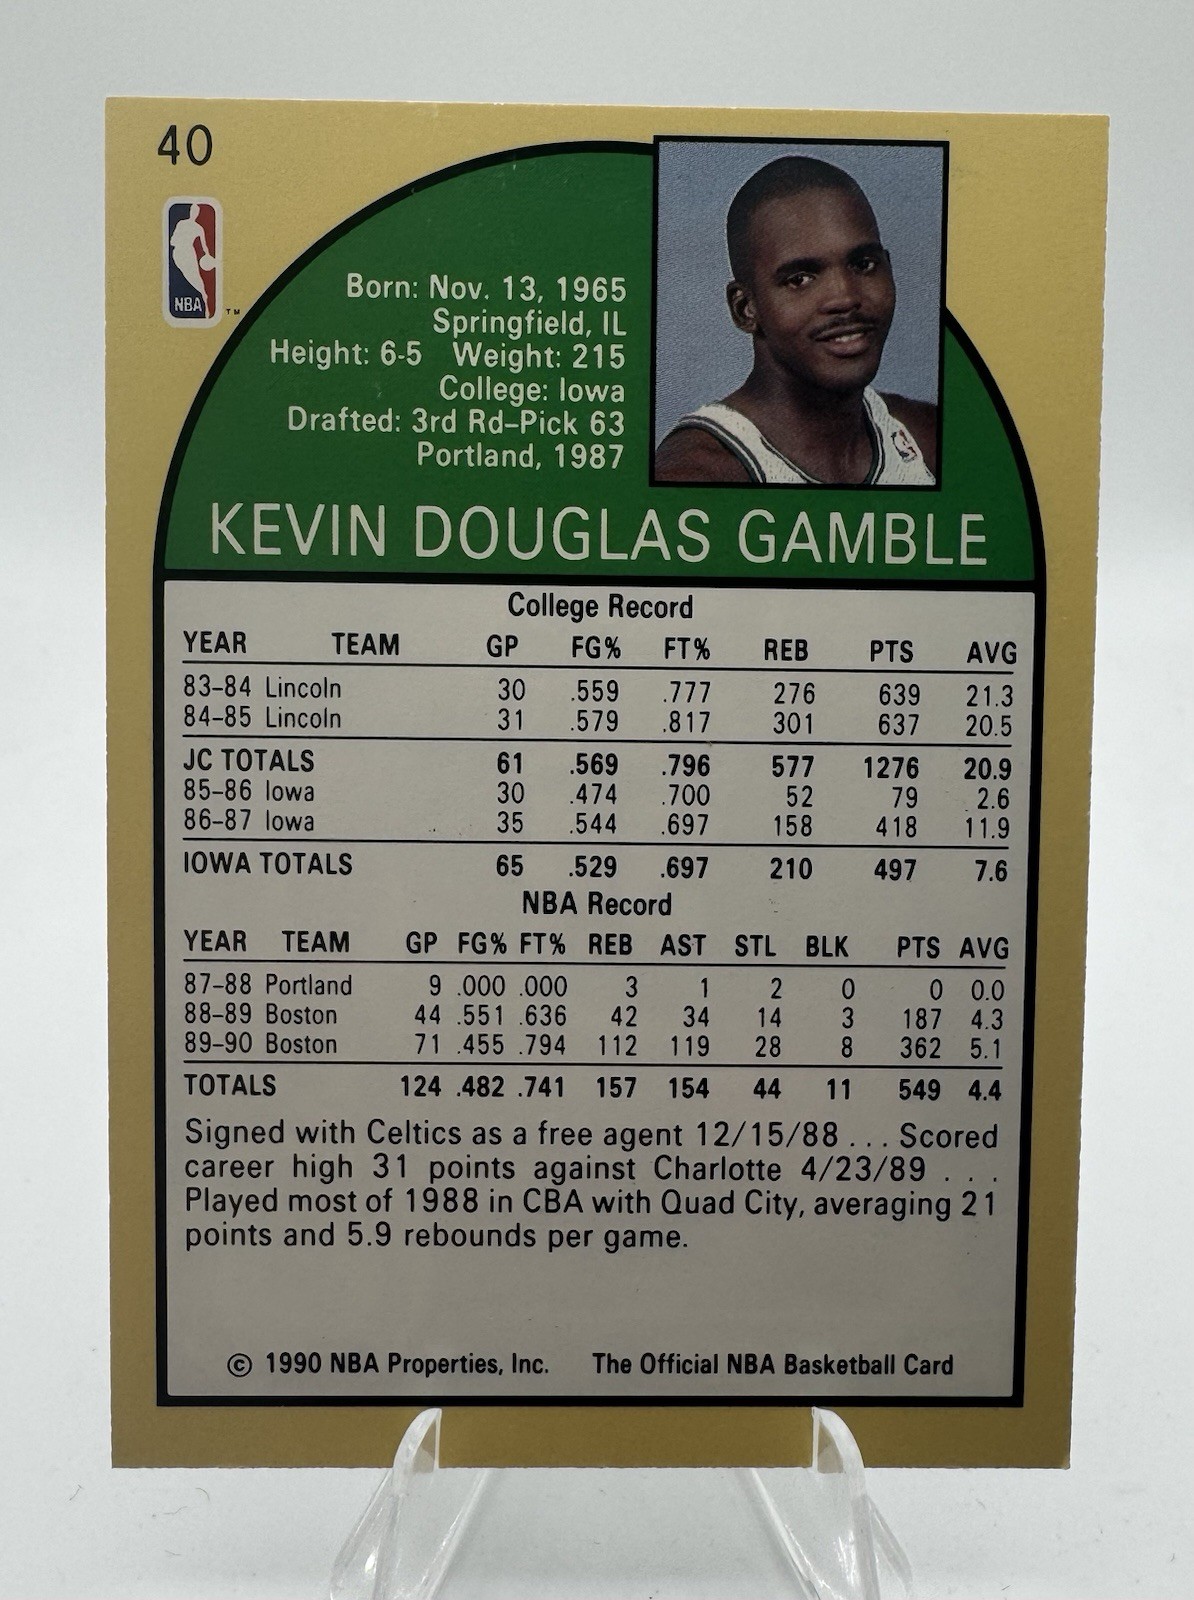 40
NBA
TM
Born: Nov. 13, 1965
Springfield, IL
Height: 6-5 Weight: 215
College: Iowa
Drafted: 3rd Rd–Pick 63
Portland, 1987
KEVIN DOUGLAS GAMBLE
College Record
YEAR TEAM GP FG% FT% REB PTS AVG
83–84 Lincoln 30 .559 .777 276 639 21.3
84–85 Lincoln 31 .579 .817 301 637 20.5
JC TOTALS 61 .569 .796 577 1276 20.9
85–86 Iowa 30 .474 .700 52 79 2.6
86–87 Iowa 35 .544 .697 158 418 11.9
IOWA TOTALS 65 .529 .697 210 497 7.6
NBA Record
YEAR TEAM GP FG% FT% REB AST STL BLK PTS AVG
87–88 Portland 9 .000 .000 3 1 2 0 0 0.0
88–89 Boston 44 .551 .636 42 34 14 3 187 4.3
89–90 Boston 71 .455 .794 112 119 28 8 362 5.1
TOTALS 124 .482 .741 157 154 44 11 549 4.4
Signed with Celtics as a free agent 12/15/88 . . . Scored
career high 31 points against Charlotte 4/23/89 . . .
Played most of 1988 in CBA with Quad City, averaging 21
points and 5.9 rebounds per game.
© 1990 NBA Properties, Inc. The Official NBA Basketball Card